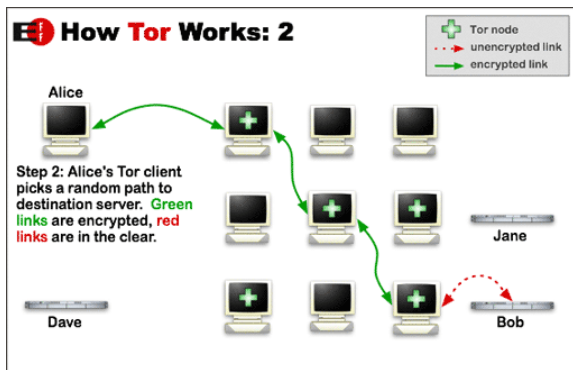 EFF How Tor Works: 2
Tor node
unencrypted link
encrypted link
Alice
Step 2: Alice's Tor client
picks a random path to
destination server. Green
links are encrypted, red
links are in the clear.
Jane
Dave
Bob